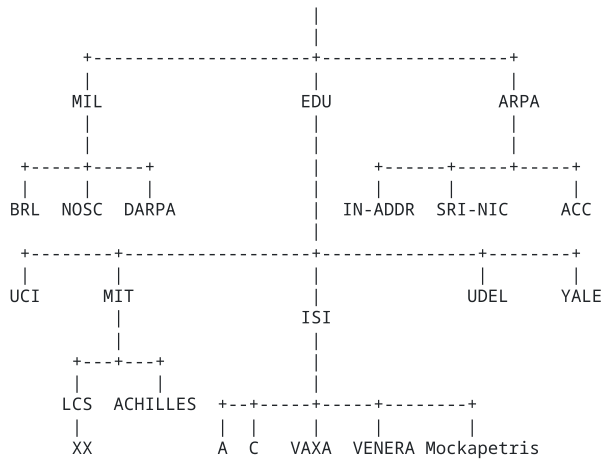 MIL EDU ARPA
BRL NOSC DARPA IN-ADDR SRI-NIC ACC
UCI MIT UDEL YALE
ISI
LCS ACHILLES
XX A C VAXA VENERA Mockapetris